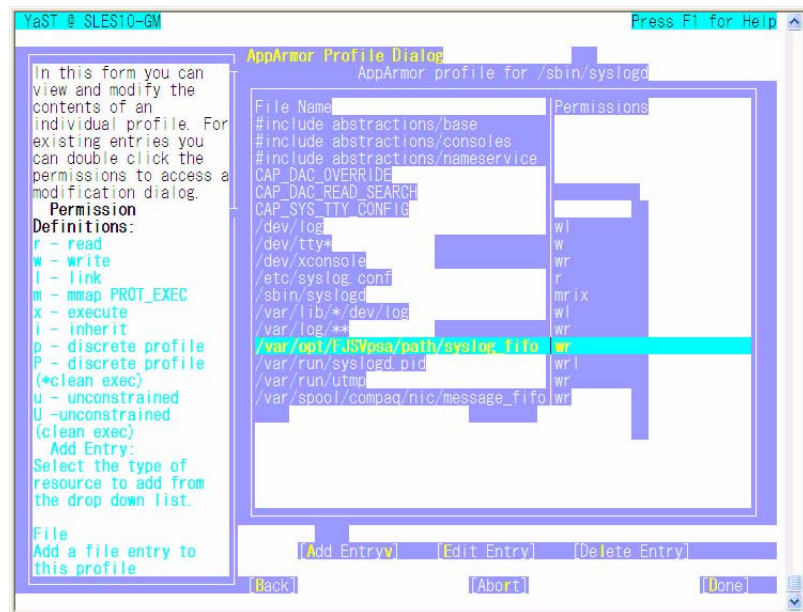 YaST @ SLES10-GM Press F1 for Help
AppArmor Profile Dialog
AppArmor profile for /sbin/syslogd
In this form you can
view and modify the
contents of an
individual profile. For
existing entries you
can double click the
permissions to access a
modification dialog.
Permission
Definitions:
r - read
w - write
l - link
m - mmap PROT_EXEC
x - execute
i - inherit
p - discrete profile
P - discrete profile
(*clean exec)
u - unconstrained
U -unconstrained
(clean exec)
Add Entry:
Select the type of
resource to add from
the drop down list.
File
Add a file entry to
this profile
File Name Permissions
#include abstractions/base
#include abstractions/consoles
#include abstractions/nameservice
CAP_DAC_OVERRIDE
CAP_DAC_READ_SEARCH
CAP_SYS_TTY_CONFIG
/dev/log wl
/dev/tty* w
/dev/xconsole wr
/etc/syslog.conf r
/sbin/syslogd mrix
/var/lib/*/dev/log wl
/var/log/** wr
/var/opt/FJSVpsa/path/syslog_fifo wr
/var/run/syslogd.pid wrl
/var/run/utmp wr
/var/spool/compaq/nic/message_fifo wr
[Add Entryv] [Edit Entry] [Delete Entry]
[Back] [Abort] [Done]